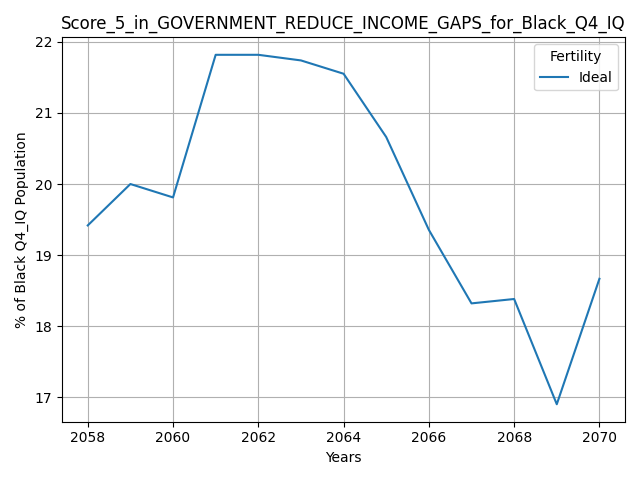 Score_5_in_GOVERNMENT_REDUCE_INCOME_GAPS_for_Black_Q4_IQ
% of Black Q4_IQ Population
22
21
20
19
18
17
Fertility
Ideal
2058 2060 2062 2064 2066 2068 2070
Years